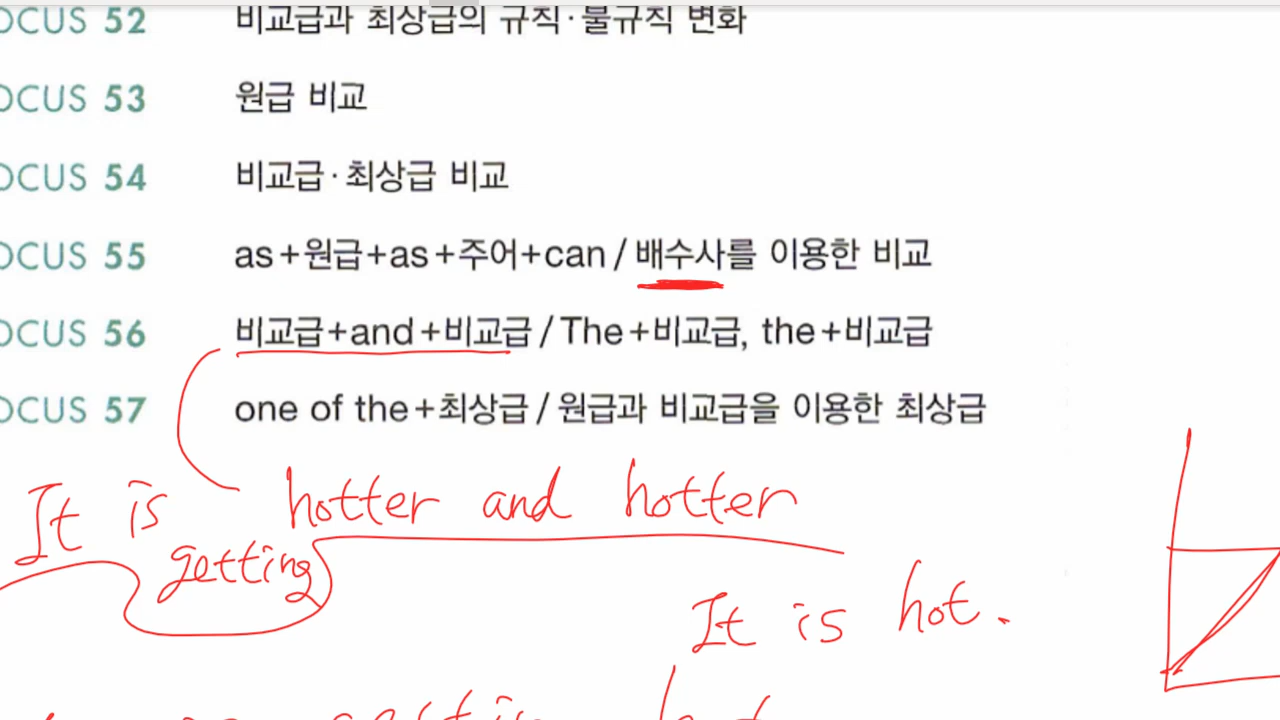 OCUS 52 비교급과 최상급의 규칙·불규칙 변화
OCUS 53 원급 비교
OCUS 54 비교급·최상급 비교
OCUS 55 as+원급+as+주어+can / 배수사를 이용한 비교
OCUS 56 비교급+and+비교급 / The+비교급, the+비교급
OCUS 57 one of the+최상급 / 원급과 비교급을 이용한 최상급
It is hotter and hotter
getting
It is hot.